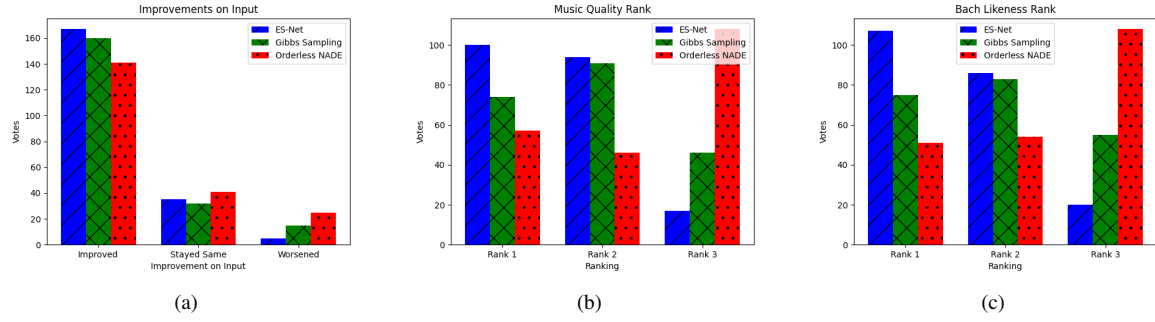 Improvements on Input
Votes
160
140
120
100
80
60
40
20
0
Improved
Stayed Same
Worsened
Improvement on Input
ES-Net
Gibbs Sampling
Orderless NADE
(a)
Music Quality Rank
Votes
100
80
60
40
20
0
Rank 1
Rank 2
Rank 3
Ranking
ES-Net
Gibbs Sampling
Orderless NADE
(b)
Bach Likeness Rank
Votes
100
80
60
40
20
0
Rank 1
Rank 2
Rank 3
Ranking
ES-Net
Gibbs Sampling
Orderless NADE
(c)